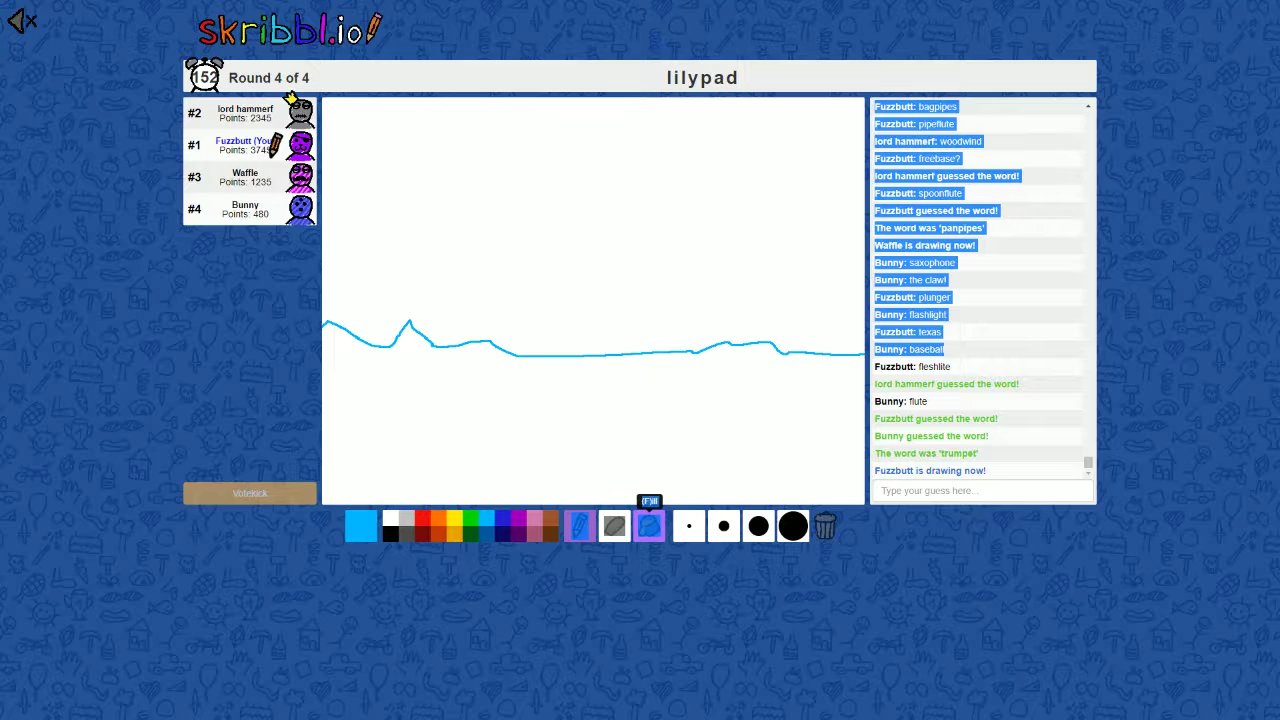 skribbl.io
152
Round 4 of 4
lilypad
#2
lord hammerf
Points: 2345
#1
Fuzzbutt (You
Points: 3745
#3
Waffle
Points: 1235
#4
Bunny
Points: 480
Votekick
Fuzzbutt: bagpipes
Fuzzbutt: pipeflute
lord hammerf: woodwind
Fuzzbutt: freebase?
lord hammerf guessed the word!
Fuzzbutt: spoonflute
Fuzzbutt guessed the word!
The word was 'panpipes'
Waffle is drawing now!
Bunny: saxophone
Bunny: the claw!
Fuzzbutt: plunger
Bunny: flashlight
Fuzzbutt: texas
Bunny: baseball
Fuzzbutt: fleshlite
lord hammerf guessed the word!
Bunny: flute
Fuzzbutt guessed the word!
Bunny guessed the word!
The word was 'trumpet'
Fuzzbutt is drawing now!
Type your guess here...
(F)ill